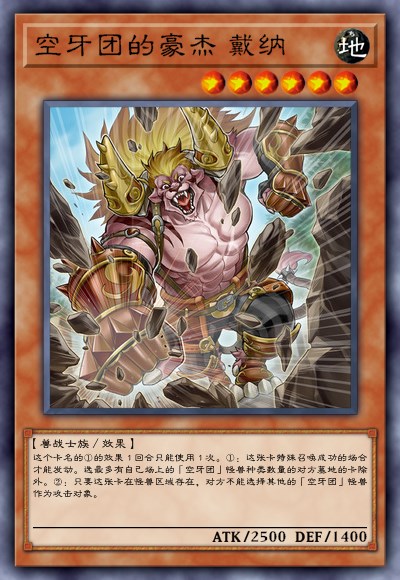 空牙团的豪杰 戴纳
地
【兽战士族／效果】
这个卡名的①的效果1回合只能使用1次。①：这张卡特殊召唤成功的场合
才能发动。选最多有自己场上的「空牙团」怪兽种类数量的对方墓地的卡除
外。②：只要这张卡在怪兽区域存在，对方不能选择其他的「空牙团」怪兽
作为攻击对象。
ATK/2500 DEF/1400